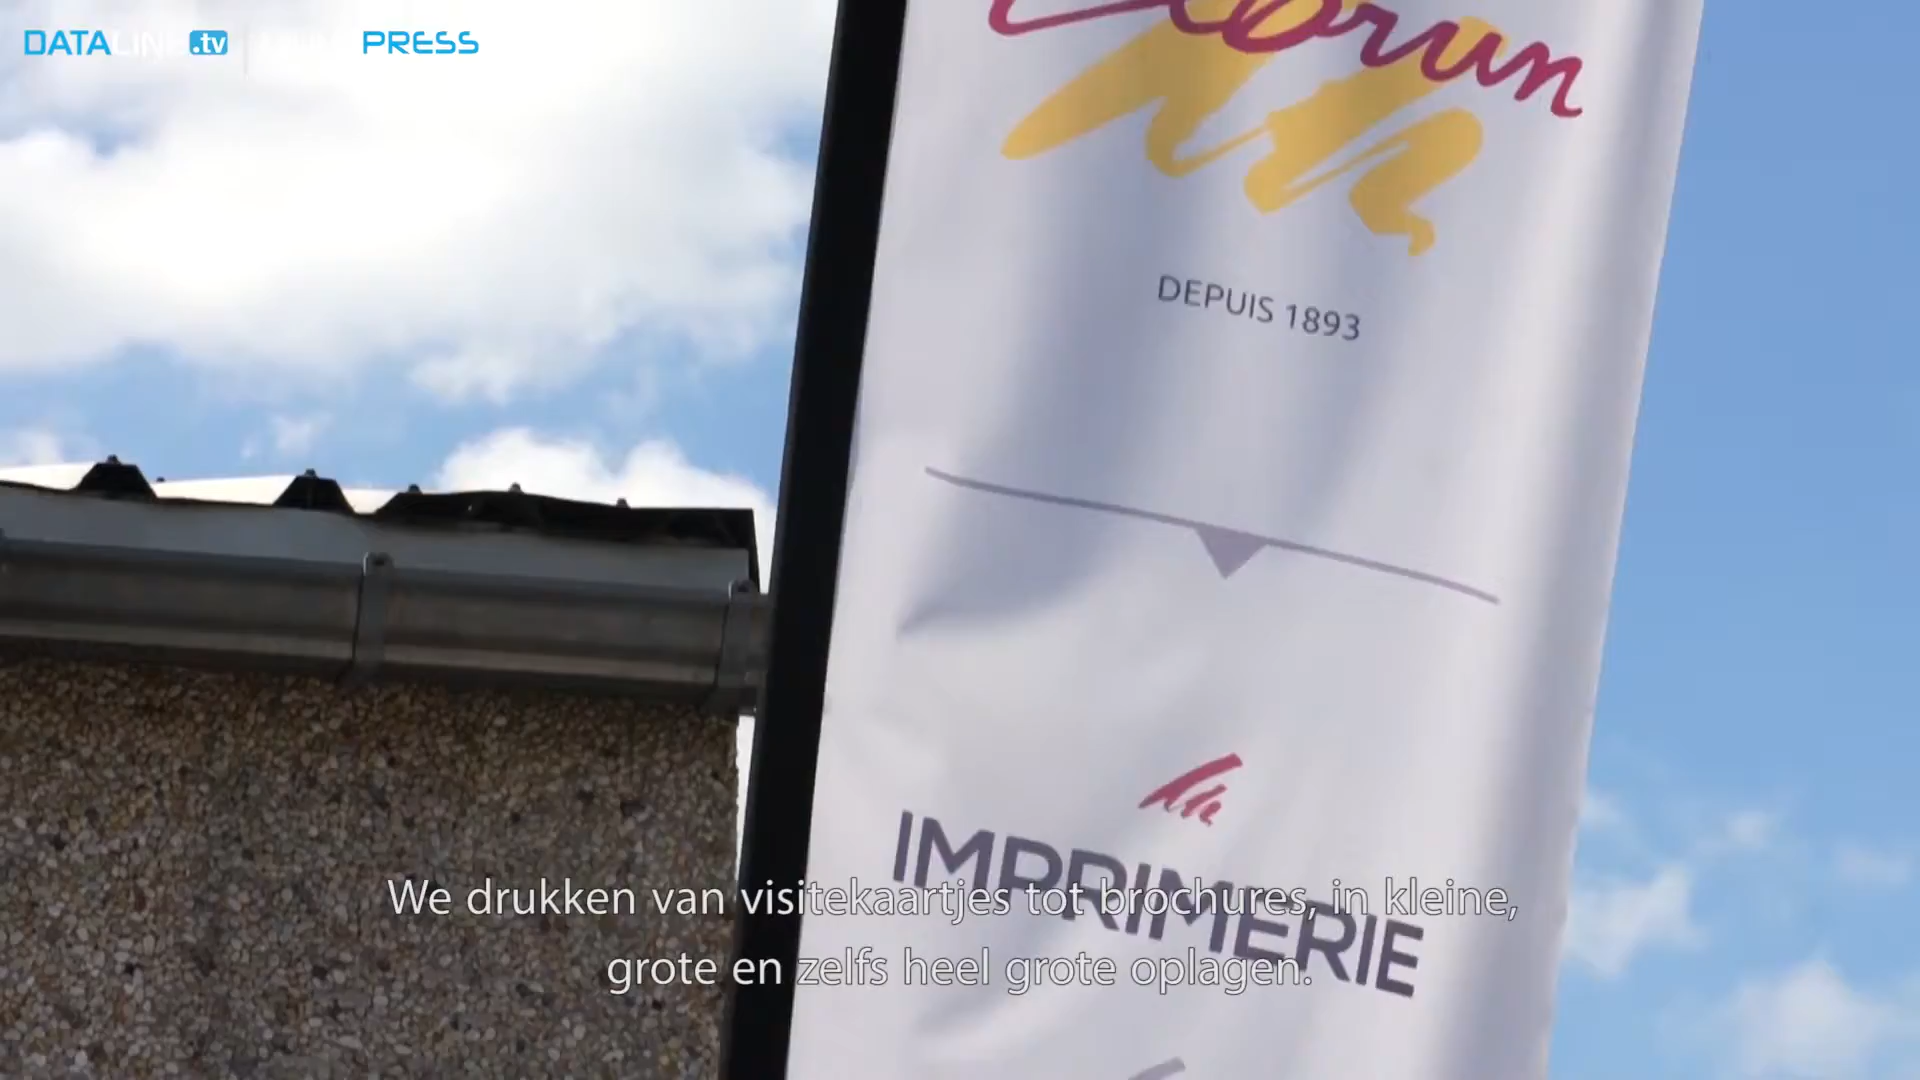 DATALINK.tv PRESS
DEPUIS 1893
IMPRIMERIE
We drukken van visitekaartjes tot brochures, in kleine,
grote en zelfs heel grote oplagen.